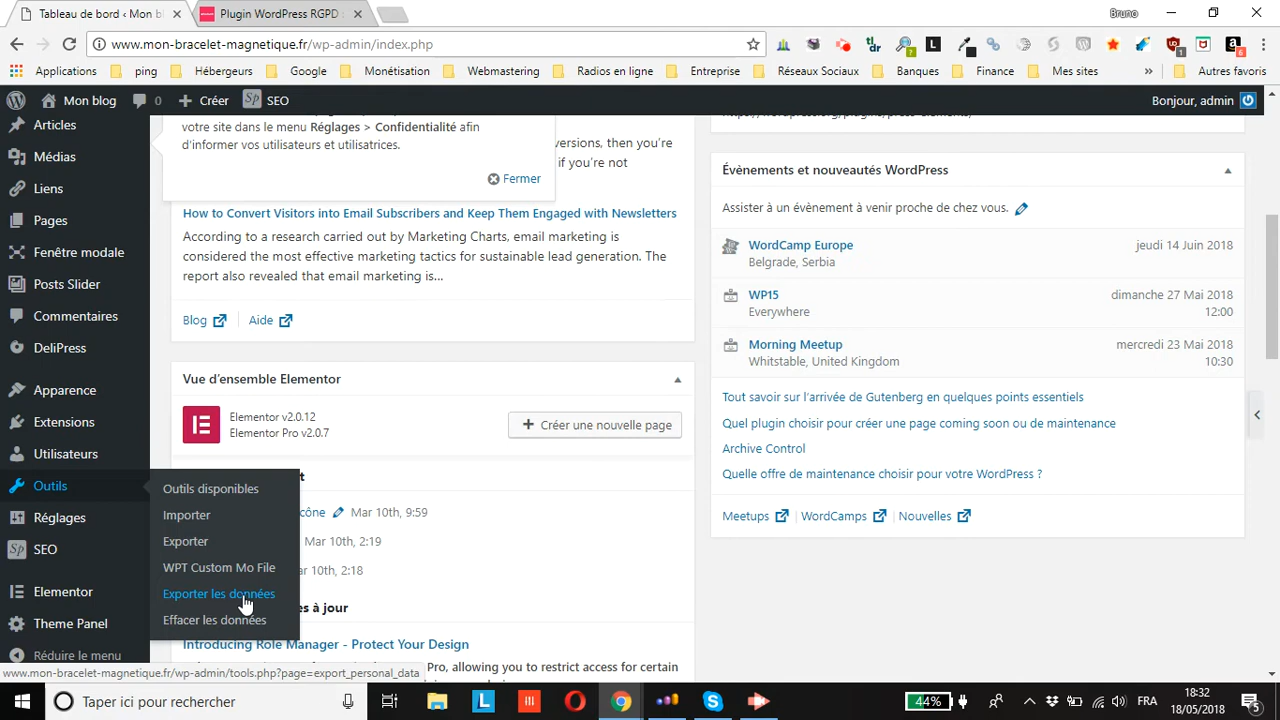 Tableau de bord ‹ Mon bl
Plugin WordPress RGPD
Bruno
www.mon-bracelet-magnetique.fr/wp-admin/index.php
Applications ping Hébergeurs Google Monétisation Webmastering Radios en ligne Entreprise Réseaux Sociaux Banques Finance Mes sites » Autres favoris
Mon blog 0 Créer SEO Bonjour, admin
Articles
Médias
Liens
Pages
Fenêtre modale
Posts Slider
Commentaires
DeliPress
Apparence
Extensions
Utilisateurs
Outils
Réglages
SEO
Elementor
Theme Panel
Réduire le menu
votre site dans le menu Réglages > Confidentialité afin
d'informer vos utilisateurs et utilisatrices.
Fermer
versions, then you're
if you're not
How to Convert Visitors into Email Subscribers and Keep Them Engaged with Newsletters
According to a research carried out by Marketing Charts, email marketing is
considered the most effective marketing tactics for sustainable lead generation. The
report also revealed that email marketing is…
Blog Aide
Vue d'ensemble Elementor
Elementor v2.0.12
Elementor Pro v2.0.7
+ Créer une nouvelle page
Mar 10th, 9:59
Mar 10th, 2:19
10th, 2:18
à jour
Introducing Role Manager - Protect Your Design
Pro, allowing you to restrict access for certain
Outils disponibles
Importer
Exporter
WPT Custom Mo File
Exporter les données
Effacer les données
Évènements et nouveautés WordPress
Assister à un évènement à venir proche de chez vous.
WordCamp Europe jeudi 14 Juin 2018
Belgrade, Serbia
WP15 dimanche 27 Mai 2018
Everywhere 12:00
Morning Meetup mercredi 23 Mai 2018
Whitstable, United Kingdom 10:30
Tout savoir sur l'arrivée de Gutenberg en quelques points essentiels
Quel plugin choisir pour créer une page coming soon ou de maintenance
Archive Control
Quelle offre de maintenance choisir pour votre WordPress ?
Meetups | WordCamps | Nouvelles
www.mon-bracelet-magnetique.fr/wp-admin/tools.php?page=export_personal_data
Taper ici pour rechercher
44%
FRA
18:32
18/05/2018
5